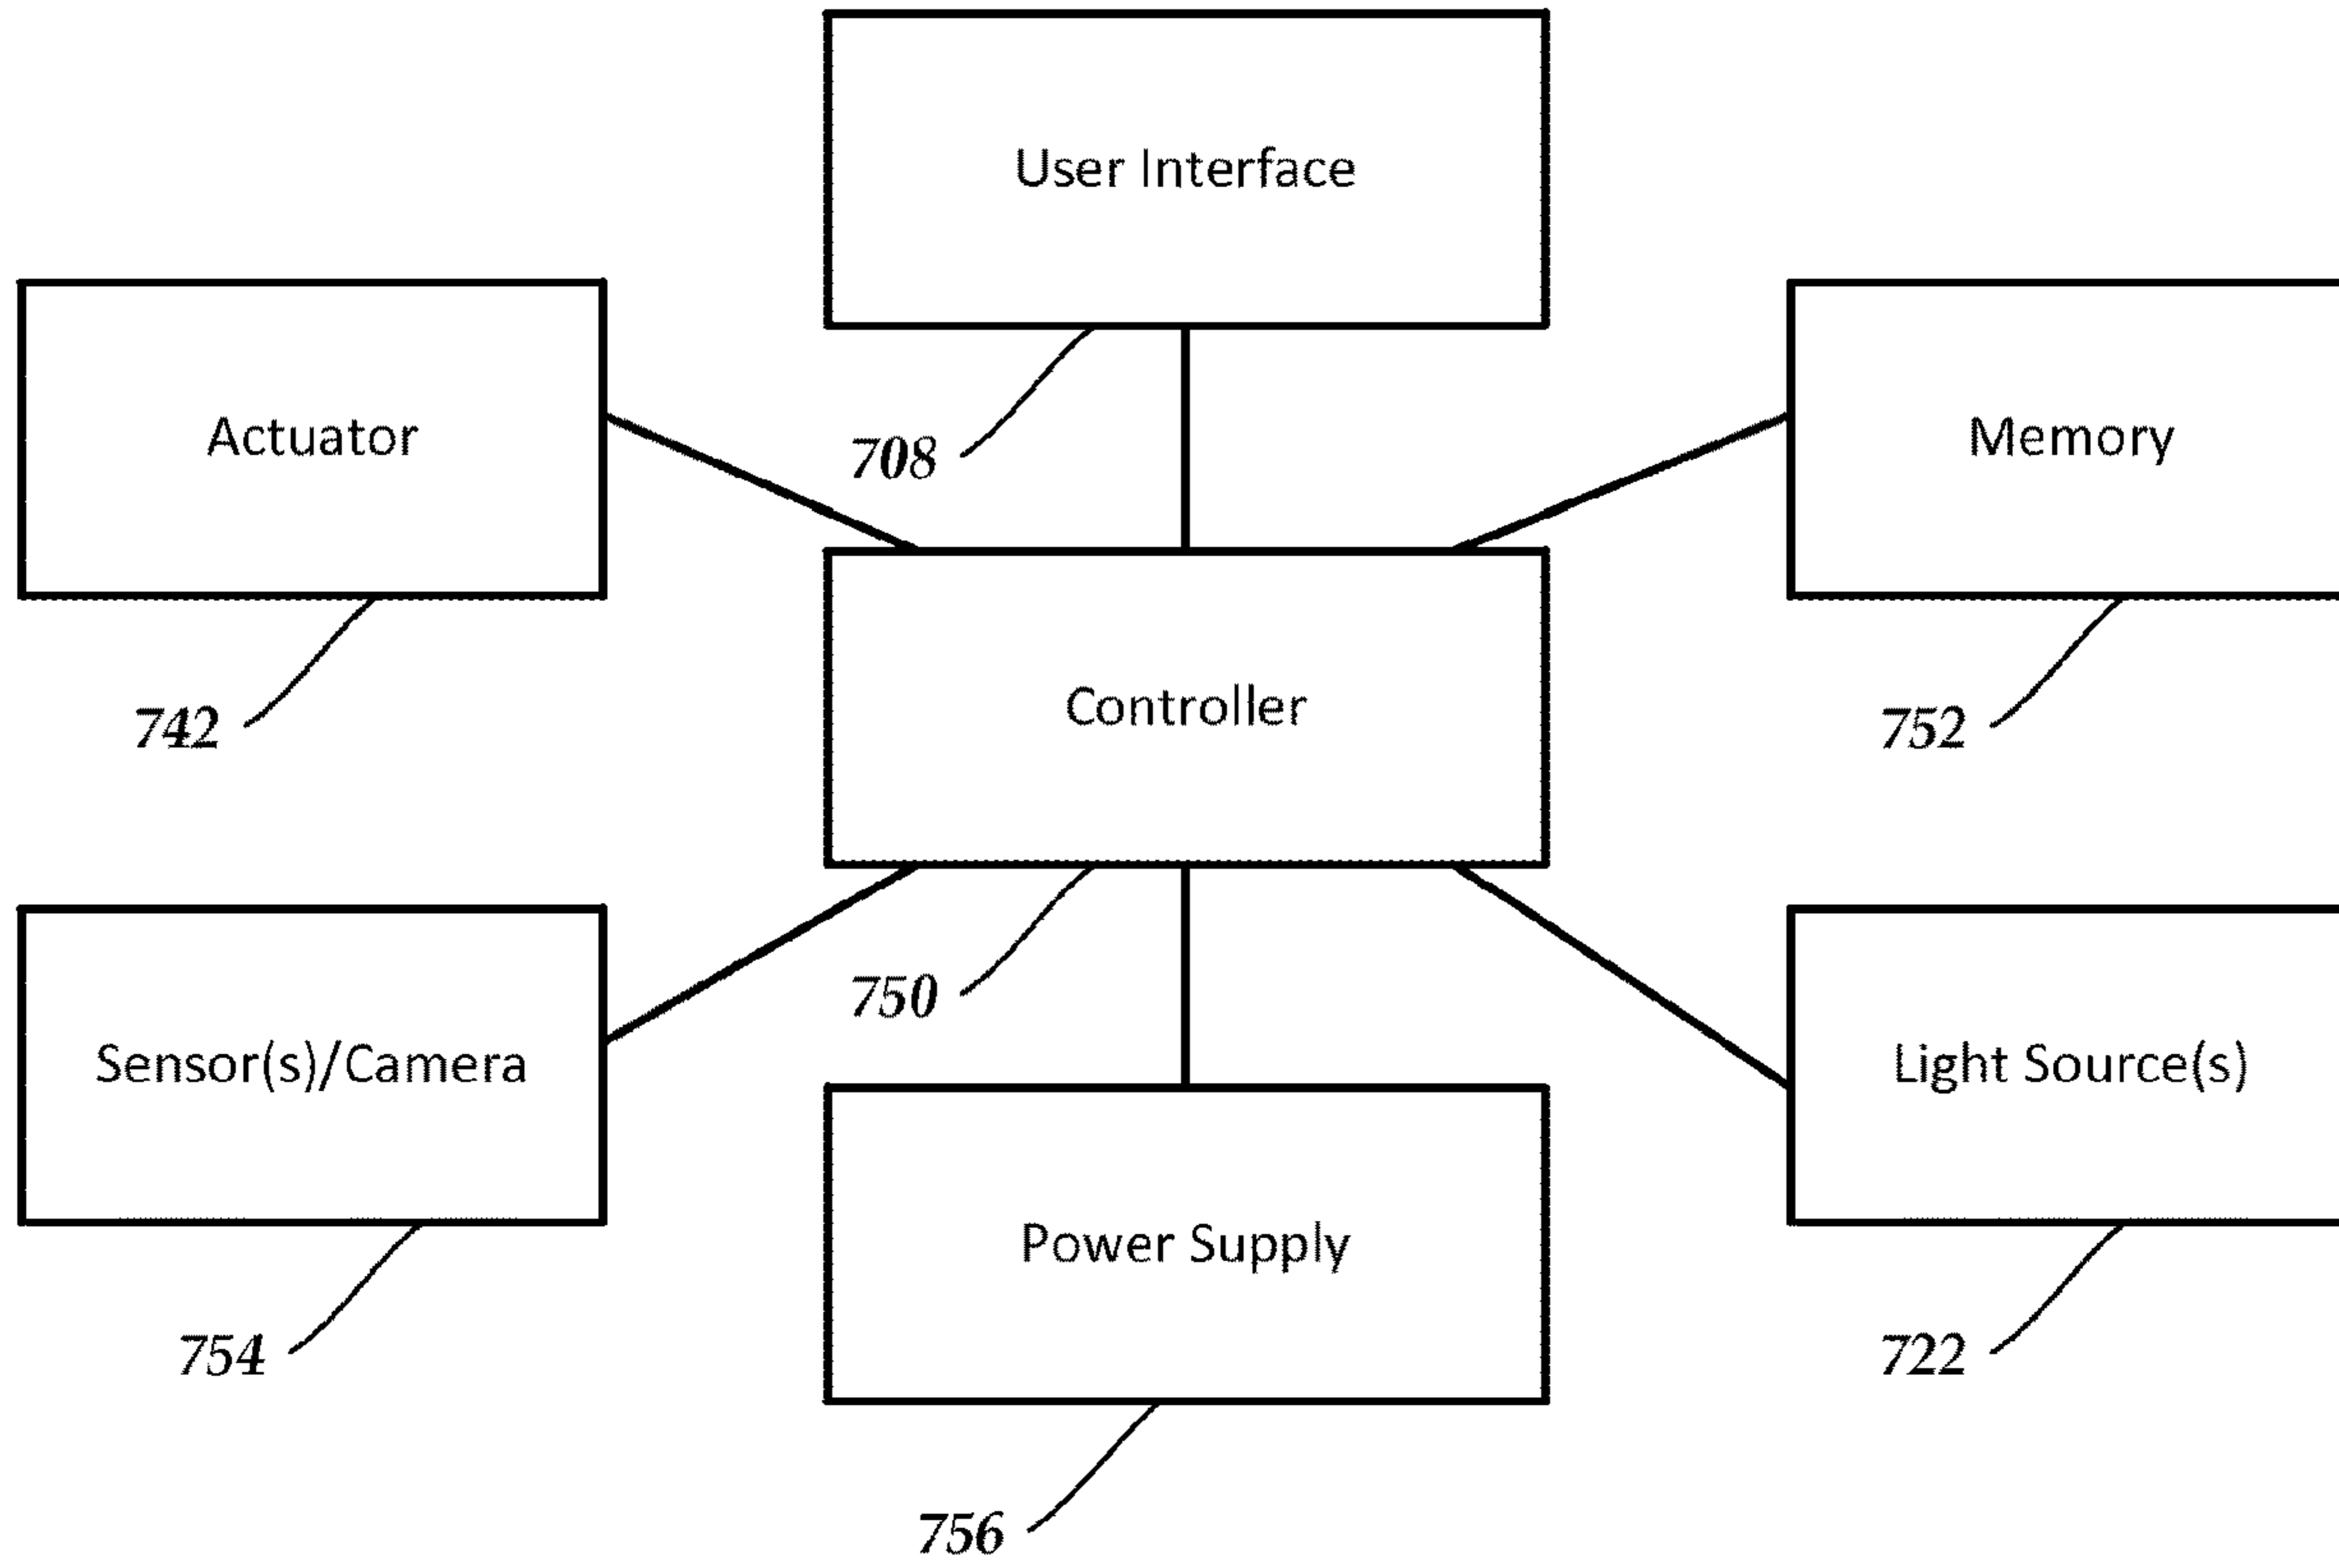 User Interface
708
Actuator
742
Memory
752
Controller
750
Sensor(s)/Camera
754
Light Source(s)
722
Power Supply
756